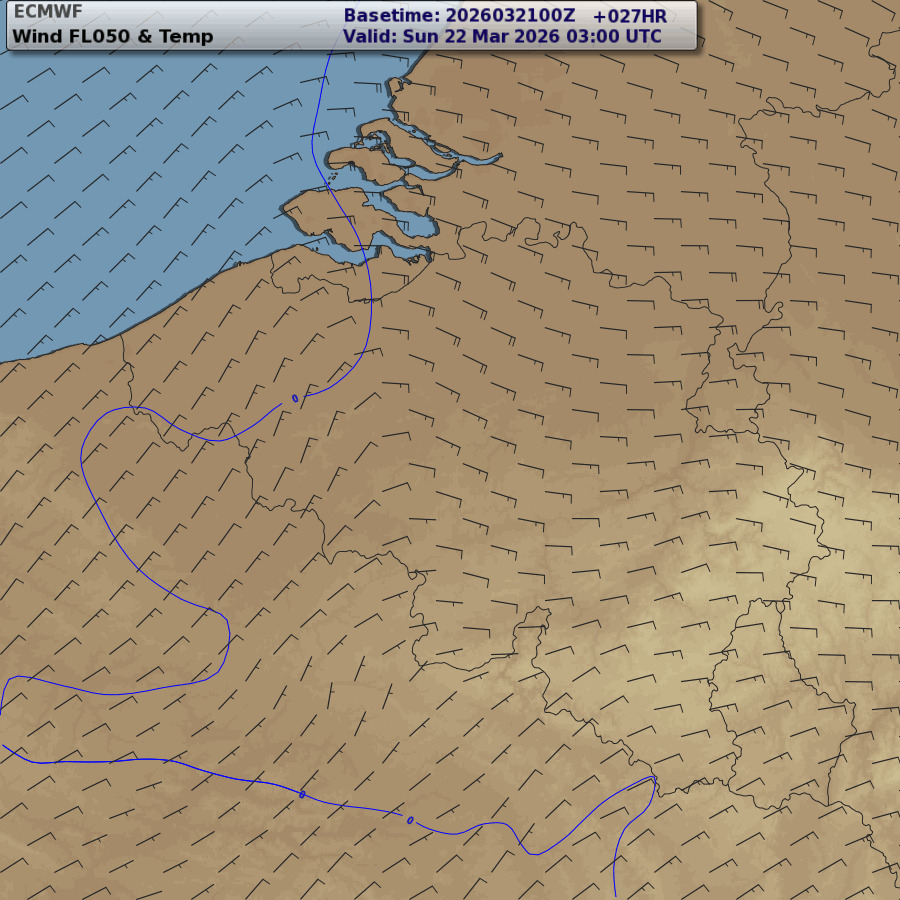 ECMWF
Basetime: 2026032100Z +027HR
Wind FL050 & Temp
Valid: Sun 22 Mar 2026 03:00 UTC
0
0
0